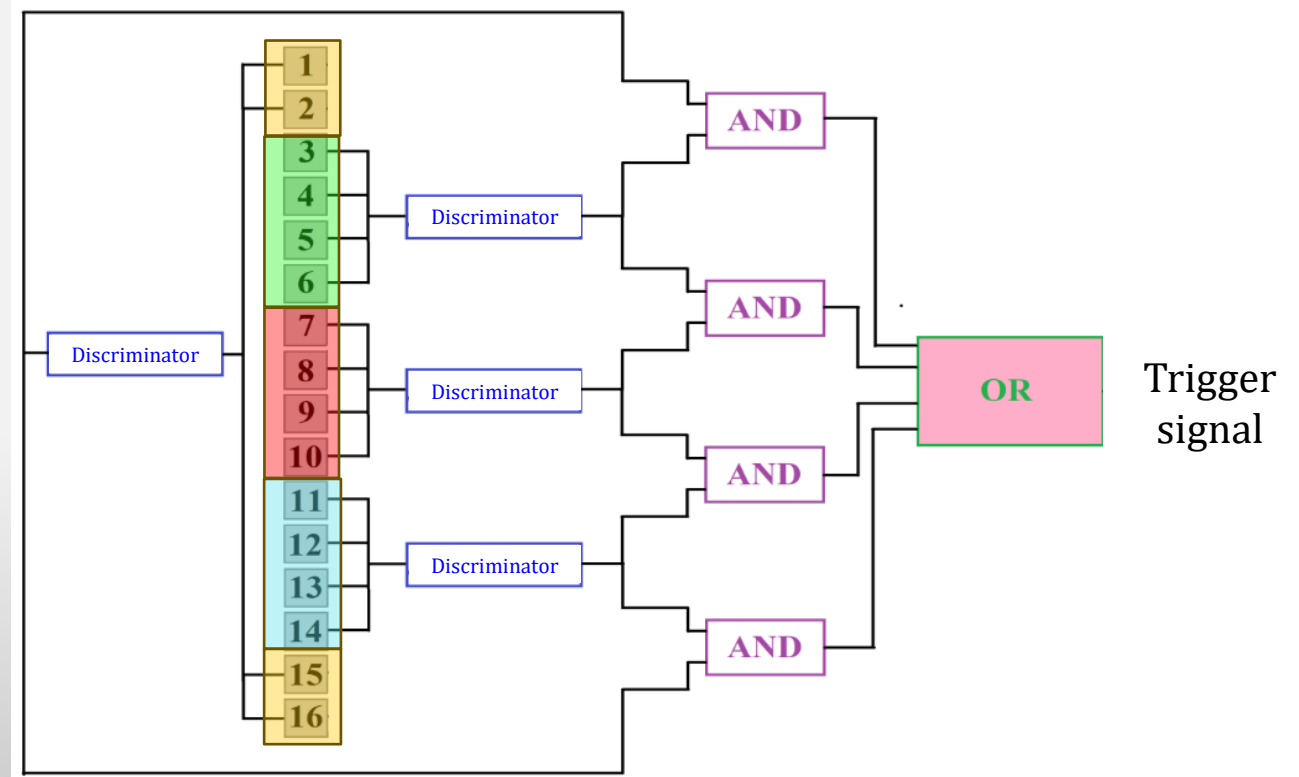 1
2
3
4
5
6
7
8
9
10
11
12
13
14
15
16
Discriminator
Discriminator
Discriminator
Discriminator
AND
AND
AND
AND
OR
Trigger
signal